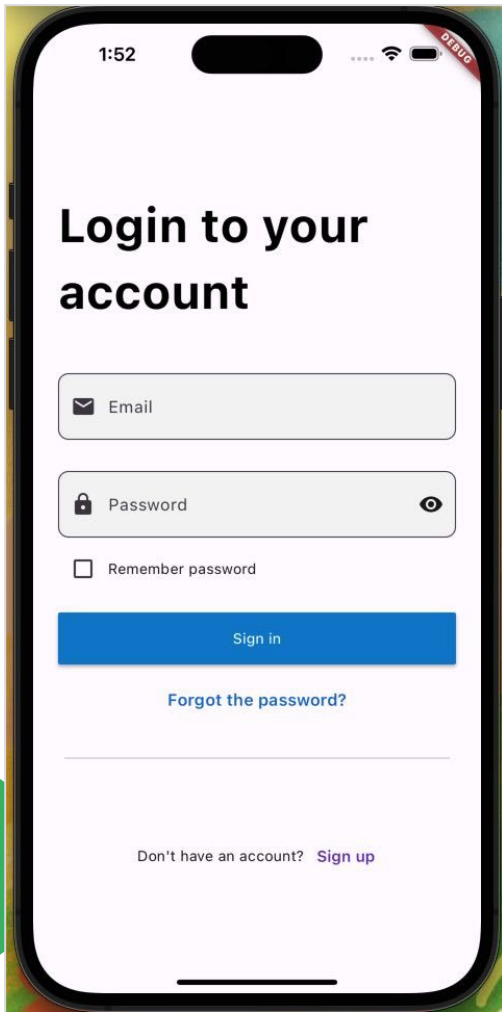 1:52
DEBUG
Login to your
account
Email
Password
Remember password
Sign in
Forgot the password?
Don't have an account? Sign up